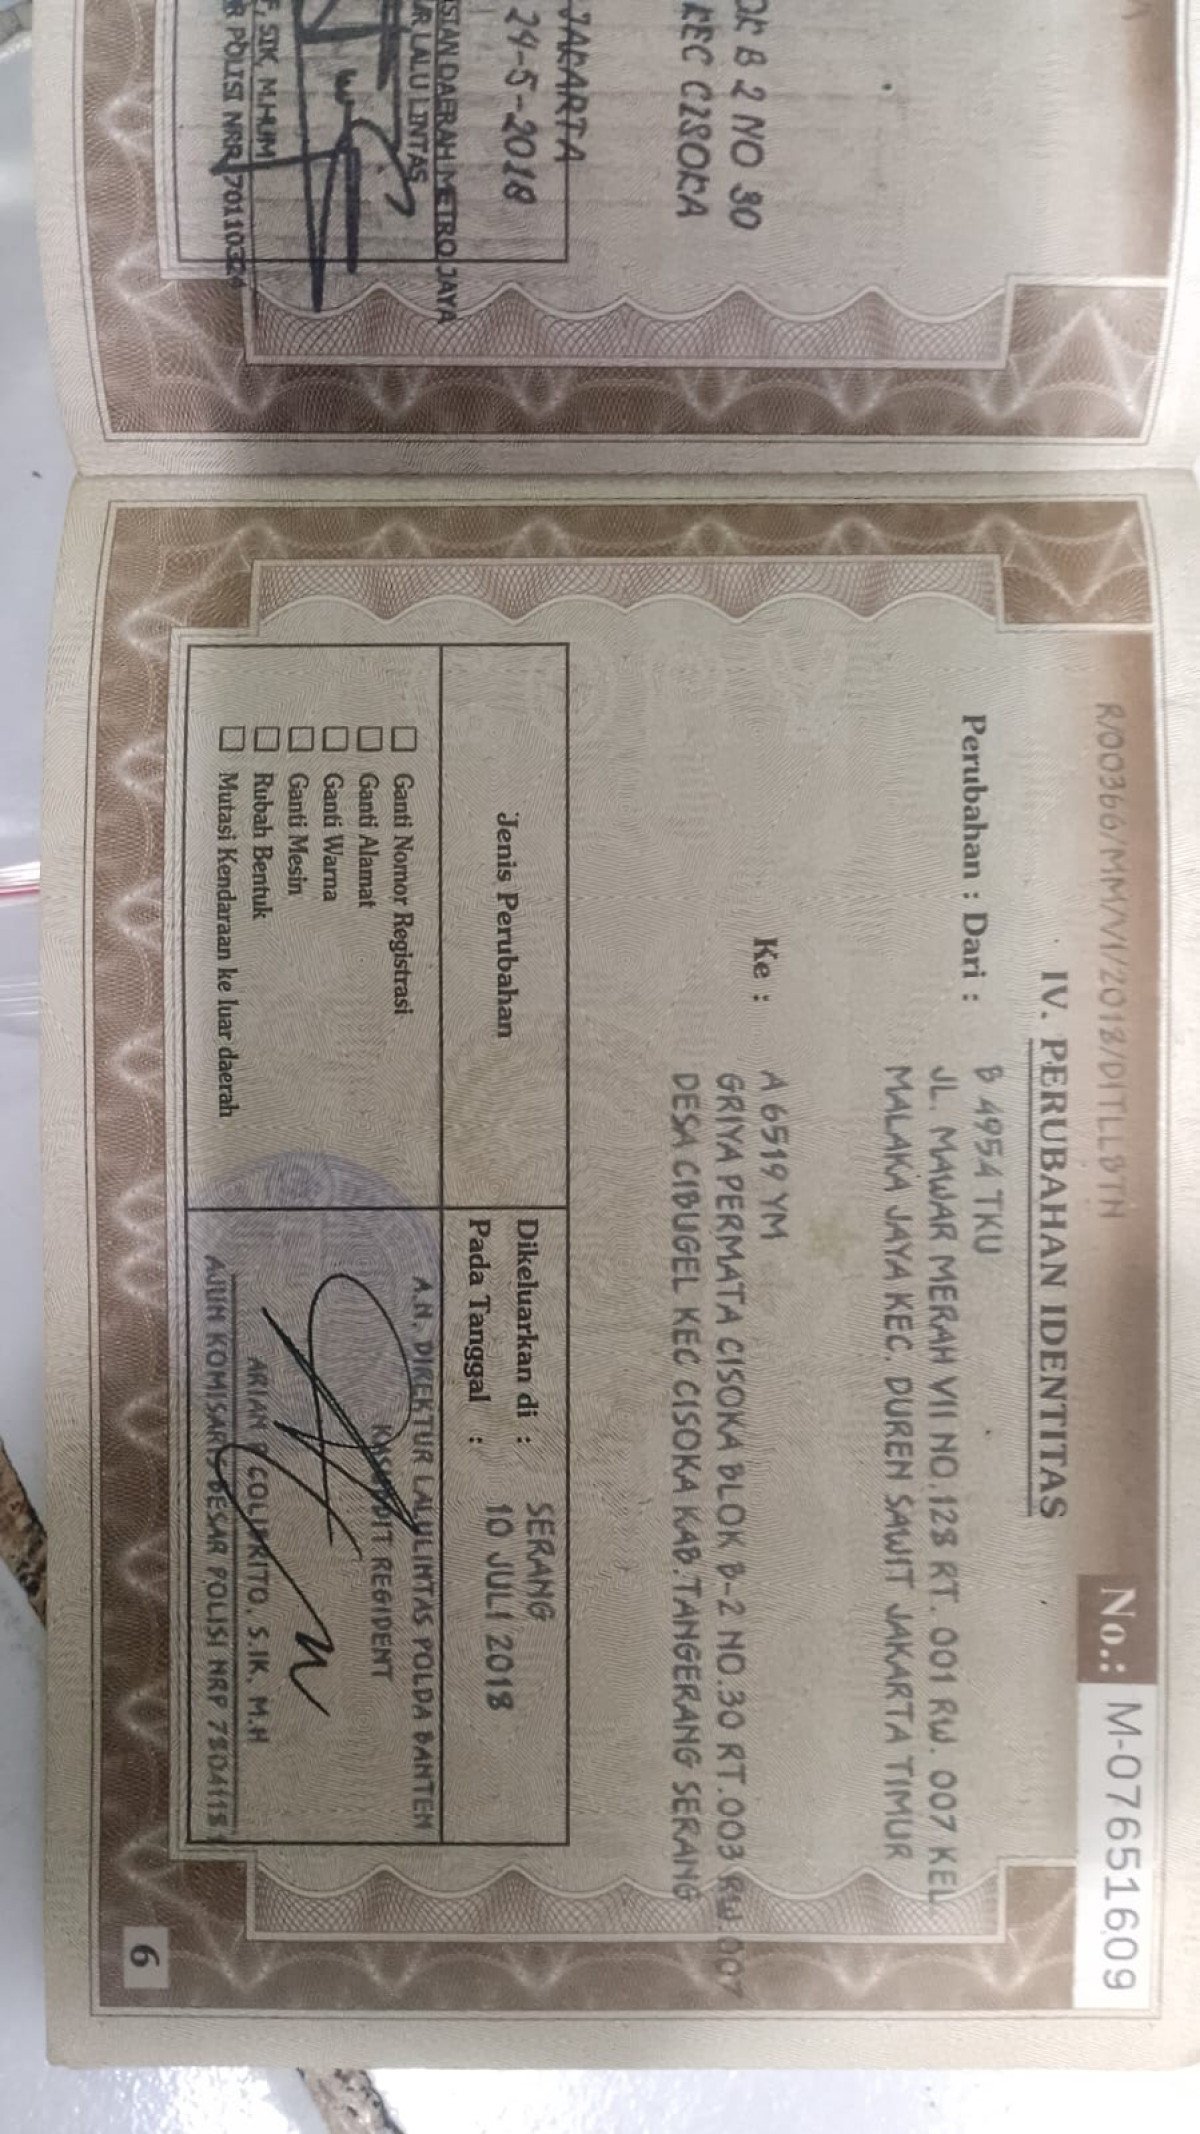 OK B 2 NO 30
KEC CISOKA
JAKARTA
24-5-2018
DAERAH METRO JAYA
LALU LINTAS
SIK, M.HUM
POLISI NRP 70110324
R/00366/MM/VI/2018/DITLLBTN
No.: M-07651609
IV. PERUBAHAN IDENTITAS
Perubahan : Dari : B 4954 TKU
JL. MAWAR MERAH VII NO.128 RT. 001 RW. 007 KEL
MALAKA JAYA KEC. DUREN SAWIT JAKARTA TIMUR
Ke : A 6519 YM
GRIYA PERMATA CISOKA BLOK B-2 NO.30 RT.003 RW.007
DESA CIBUGEL KEC CISOKA KAB.TANGERANG SERANG
Jenis Perubahan
Dikeluarkan di : SERANG
Pada Tanggal : 10 JULI 2018
Ganti Nomor Registrasi
Ganti Alamat
Ganti Warna
Ganti Mesin
Rubah Bentuk
Mutasi Kendaraan ke luar daerah
A.N. DIREKTUR LALULINTAS POLDA BANTEN
KASUBDIT REGIDENT
ARIAN S.IK. M.H
AJUN KOMISARIS BESAR POLISI NRP
6